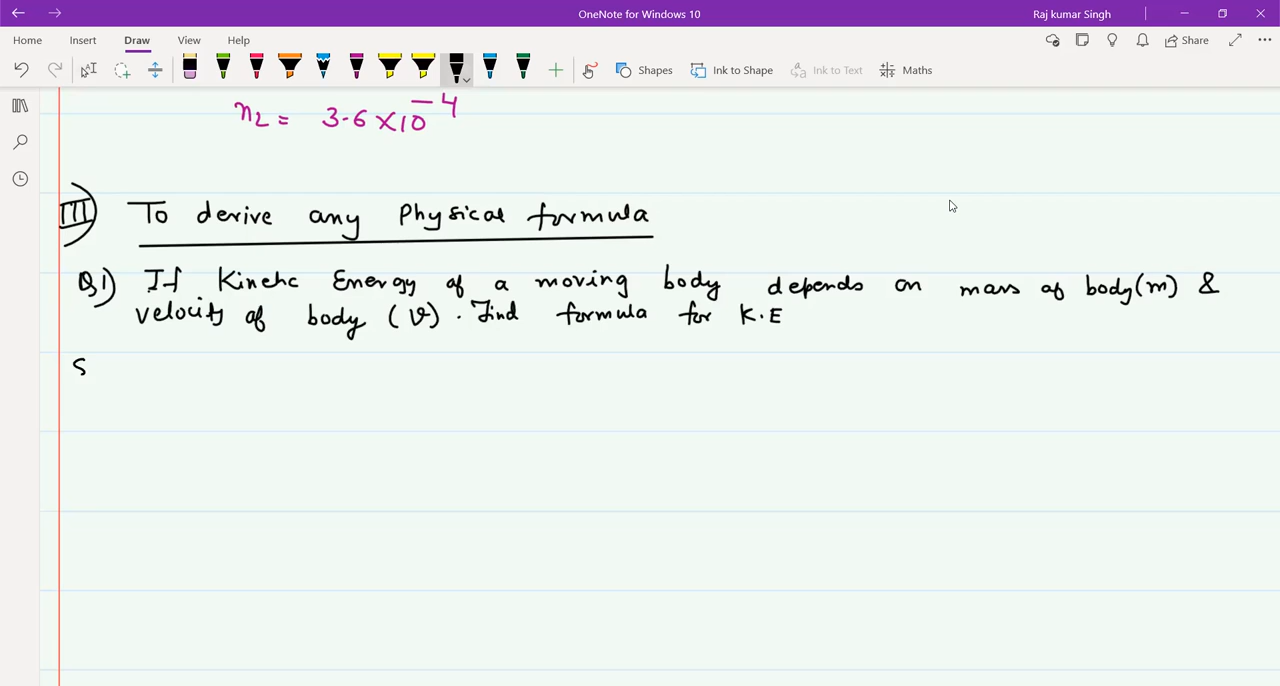 OneNote for Windows 10
Raj kumar Singh
Home Insert Draw View Help
Share
Shapes Ink to Shape Ink to Text Maths
n2 = 3.6 × 10⁻⁴
III) To derive any Physical formula
Q1) If Kinetic Energy of a moving body depends on mass of body (m) &
velocity of body (v). Find formula for K.E
S